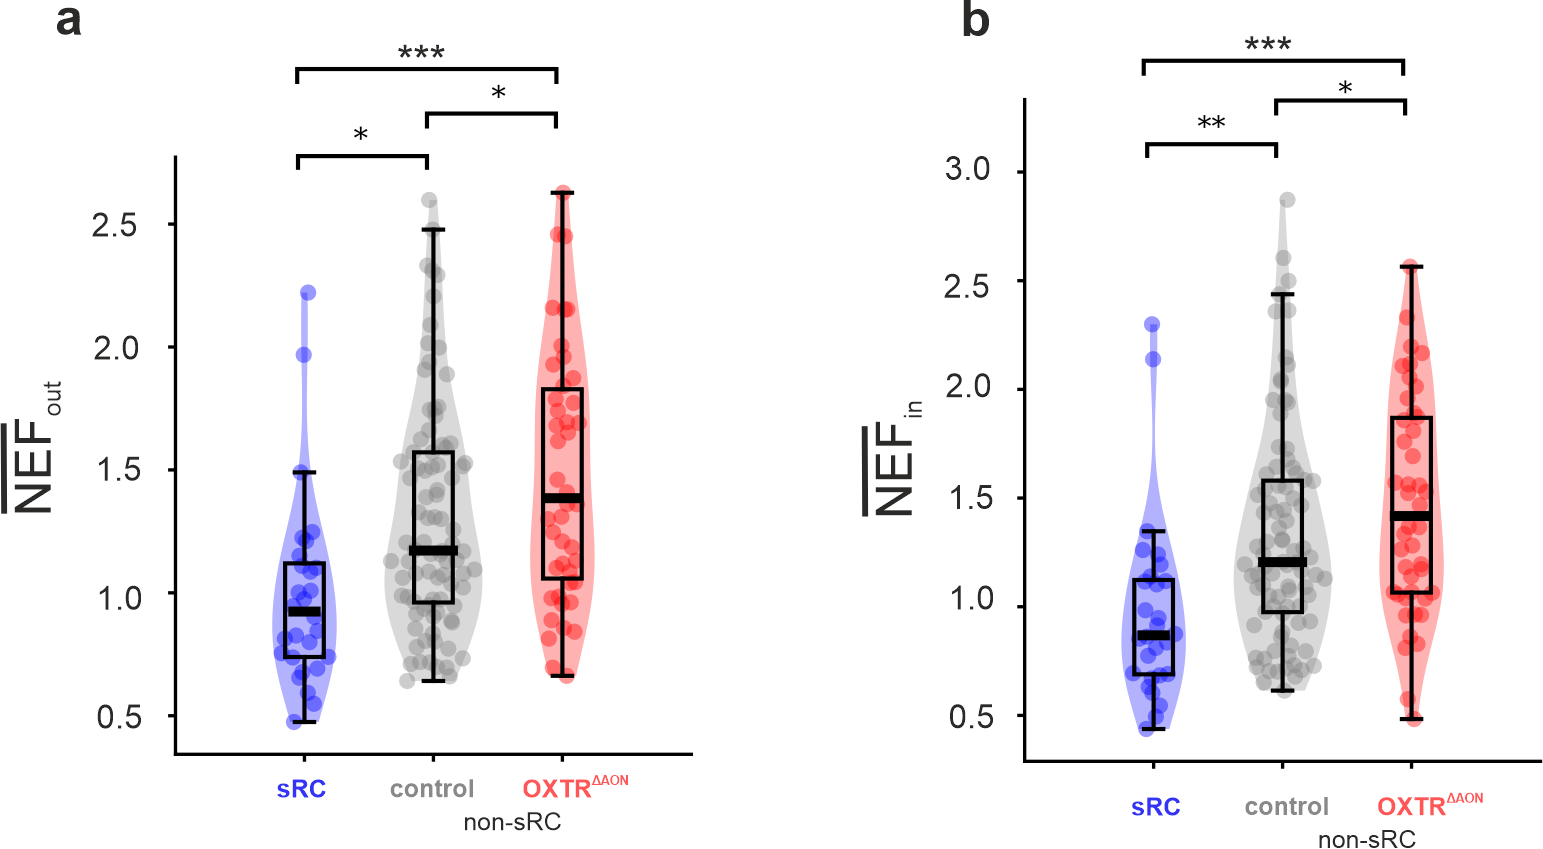 a
***
*
*
2.5
2.0
1.5
1.0
0.5
NEFout
sRC
control
OXTRΔAON
non-sRC
b
***
*
**
3.0
2.5
2.0
1.5
1.0
0.5
NEFin
sRC
control
OXTRΔAON
non-sRC